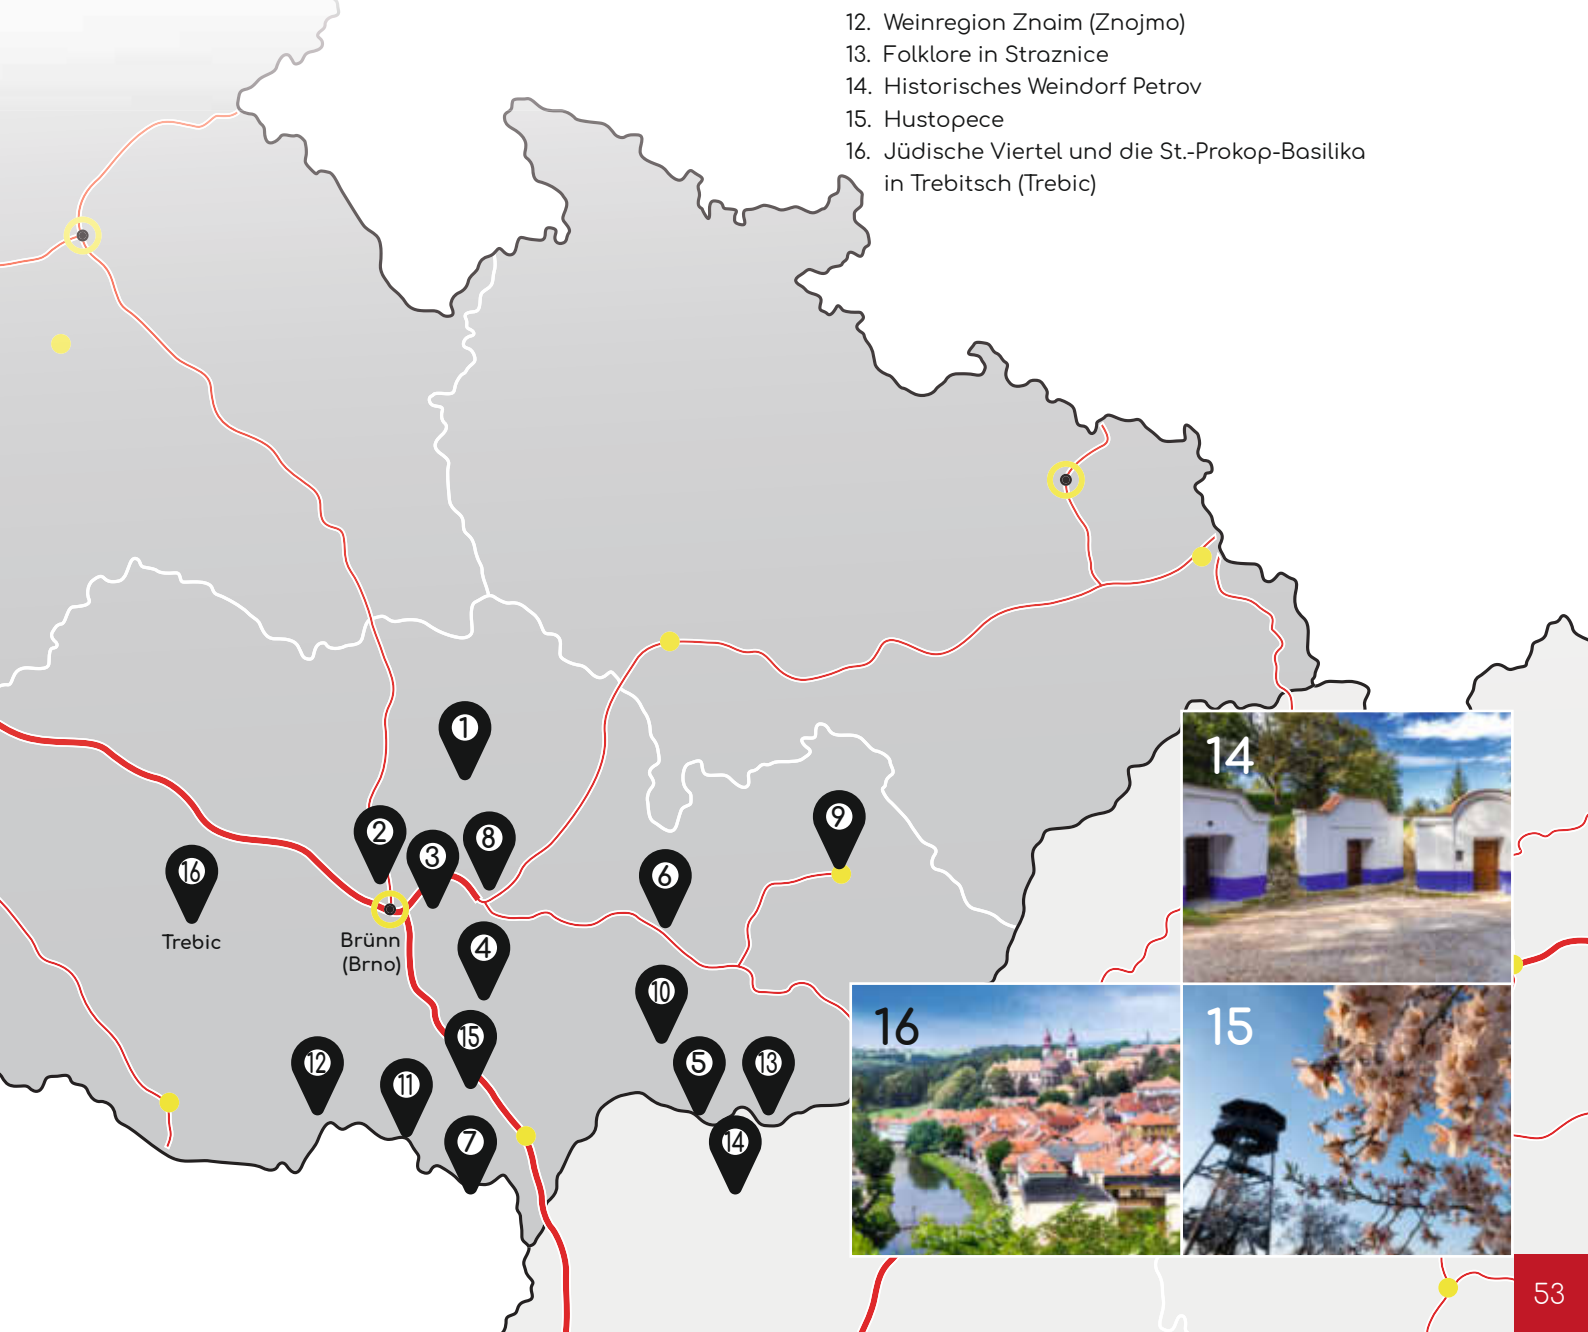 12. Weinregion Znaim (Znojmo)
13. Folklore in Straznice
14. Historisches Weindorf Petrov
15. Hustopece
16. Jüdische Viertel und die St.-Prokop-Basilika
in Trebitsch (Trebic)
1
14
2
8
9
3
16
6
Trebic
Brünn
(Brno)
4
10
16
15
15
12
5
13
11
7
14
53